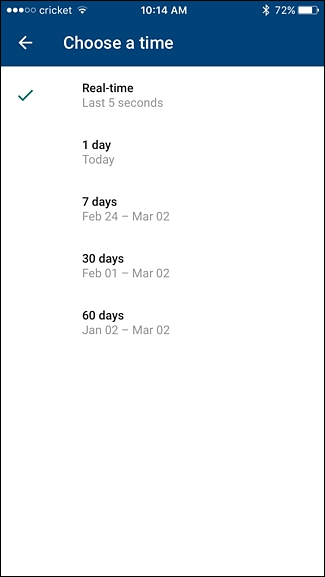 cricket 10:14 AM 72%
Choose a time
Real-time
Last 5 seconds
1 day
Today
7 days
Feb 24 – Mar 02
30 days
Feb 01 – Mar 02
60 days
Jan 02 – Mar 02